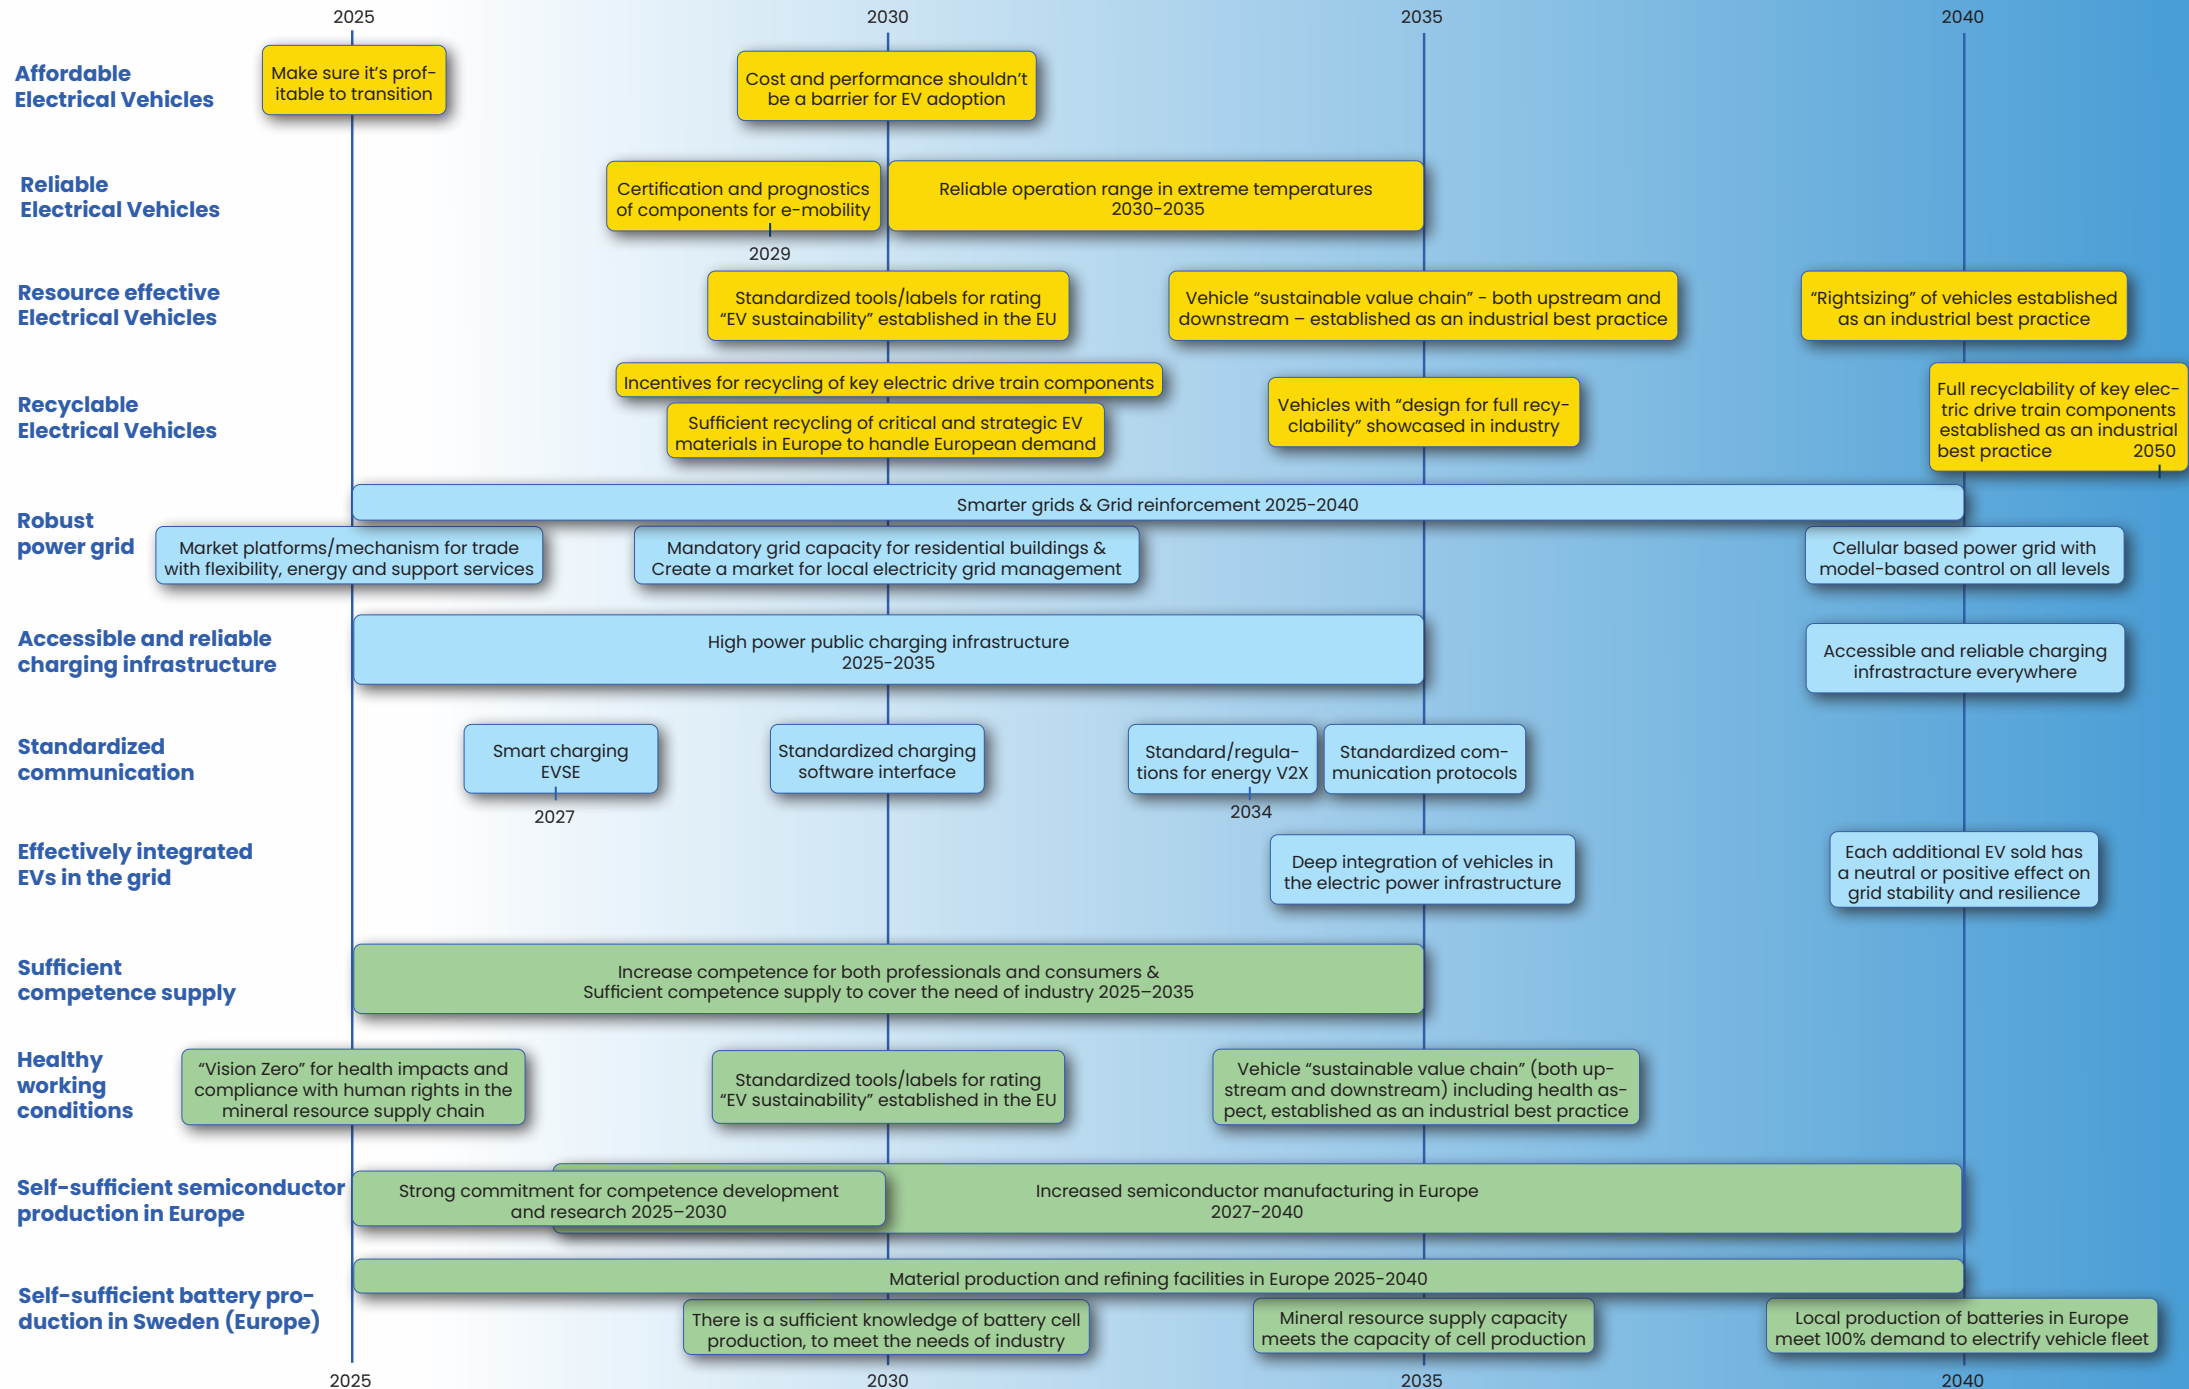 2025
2030
2035
2040
Affordable
Electrical Vehicles
Make sure it's prof-
itable to transition
Cost and performance shouldn't
be a barrier for EV adoption
Reliable
Electrical Vehicles
Certification and prognostics
of components for e-mobility
2029
Reliable operation range in extreme temperatures
2030-2035
Resource effective
Electrical Vehicles
Standardized tools/labels for rating
“EV sustainability” established in the EU
Vehicle “sustainable value chain” - both upstream and
downstream – established as an industrial best practice
“Rightsizing” of vehicles established
as an industrial best practice
Recyclable
Electrical Vehicles
Incentives for recycling of key electric drive train components
Sufficient recycling of critical and strategic EV
materials in Europe to handle European demand
Vehicles with “design for full recy-
clability” showcased in industry
Full recyclability of key elec-
tric drive train components
established as an industrial
best practice 2050
Robust
power grid
Smarter grids & Grid reinforcement 2025-2040
Market platforms/mechanism for trade
with flexibility, energy and support services
Mandatory grid capacity for residential buildings &
Create a market for local electricity grid management
Cellular based power grid with
model-based control on all levels
Accessible and reliable
charging infrastructure
High power public charging infrastructure
2025-2035
Accessible and reliable charging
infrastracture everywhere
Standardized
communication
Smart charging
EVSE
2027
Standardized charging
software interface
Standard/regula-
tions for energy V2X
2034
Standardized com-
munication protocols
Effectively integrated
EVs in the grid
Deep integration of vehicles in
the electric power infrastructure
Each additional EV sold has
a neutral or positive effect on
grid stability and resilience
Sufficient
competence supply
Increase competence for both professionals and consumers &
Sufficient competence supply to cover the need of industry 2025–2035
Healthy
working
conditions
“Vision Zero” for health impacts and
compliance with human rights in the
mineral resource supply chain
Standardized tools/labels for rating
“EV sustainability” established in the EU
Vehicle “sustainable value chain” (both up-
stream and downstream) including health as-
pect, established as an industrial best practice
Self-sufficient semiconductor
production in Europe
Strong commitment for competence development
and research 2025–2030
Increased semiconductor manufacturing in Europe
2027-2040
Self-sufficient battery pro-
duction in Sweden (Europe)
Material production and refining facilities in Europe 2025-2040
There is a sufficient knowledge of battery cell
production, to meet the needs of industry
Mineral resource supply capacity
meets the capacity of cell production
Local production of batteries in Europe
meet 100% demand to electrify vehicle fleet
2025
2030
2035
2040